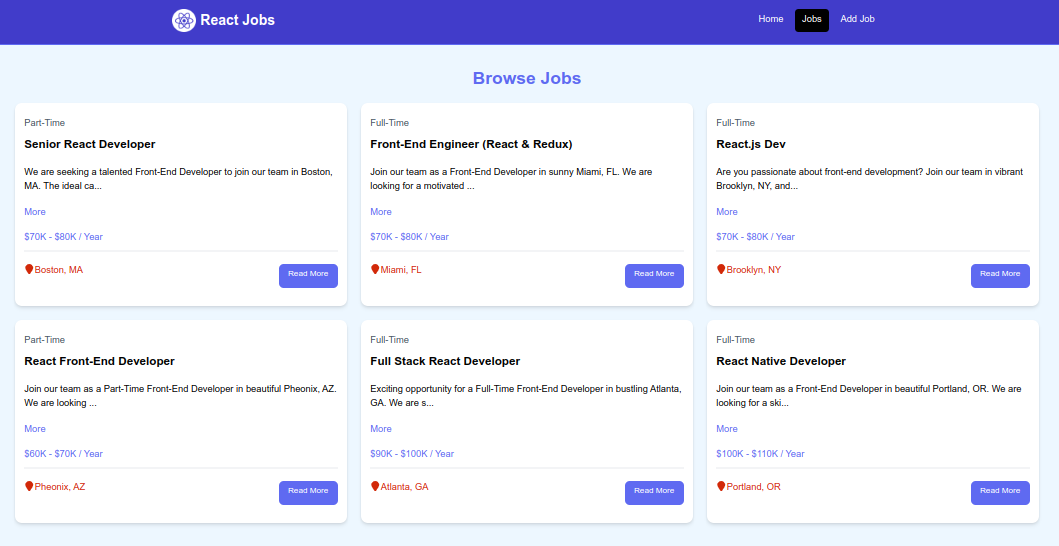 React Jobs
Home
Jobs
Add Job
Browse Jobs
Part-Time
Senior React Developer
We are seeking a talented Front-End Developer to join our team in Boston,
MA. The ideal ca...
More
$70K - $80K / Year
Boston, MA
Read More
Full-Time
Front-End Engineer (React & Redux)
Join our team as a Front-End Developer in sunny Miami, FL. We are
looking for a motivated ...
More
$70K - $80K / Year
Miami, FL
Read More
Full-Time
React.js Dev
Are you passionate about front-end development? Join our team in vibrant
Brooklyn, NY, and...
More
$70K - $80K / Year
Brooklyn, NY
Read More
Part-Time
React Front-End Developer
Join our team as a Part-Time Front-End Developer in beautiful Pheonix, AZ.
We are looking ...
More
$60K - $70K / Year
Pheonix, AZ
Read More
Full-Time
Full Stack React Developer
Exciting opportunity for a Full-Time Front-End Developer in bustling Atlanta,
GA. We are s...
More
$90K - $100K / Year
Atlanta, GA
Read More
Full-Time
React Native Developer
Join our team as a Front-End Developer in beautiful Portland, OR. We are
looking for a ski...
More
$100K - $110K / Year
Portland, OR
Read More